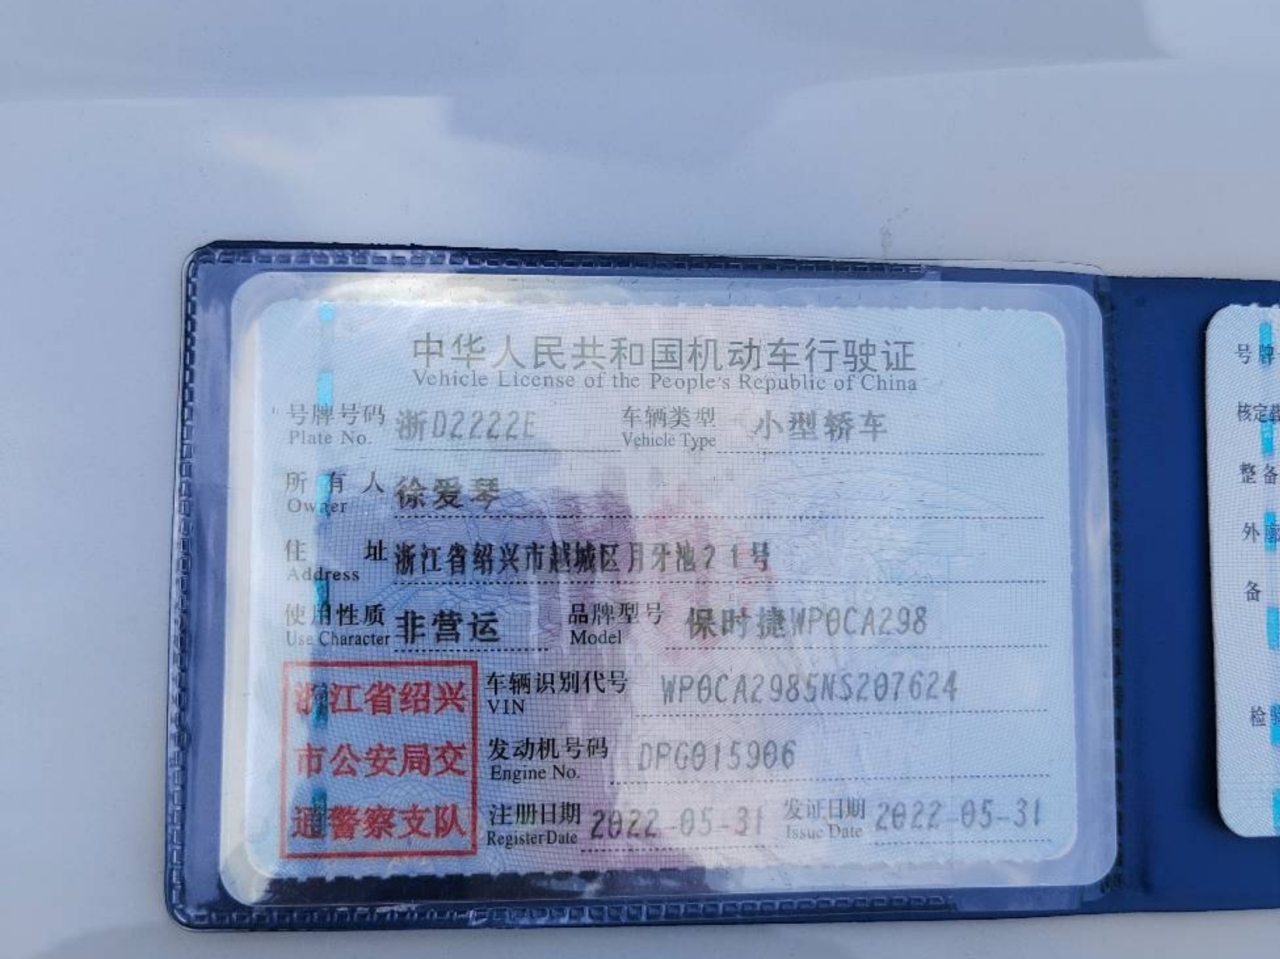 中华人民共和国机动车行驶证
Vehicle License of the People's Republic of China
号牌号码 浙D2222E 车辆类型 小型轿车
Plate No. Vehicle Type
所有人 徐爱琴
Owner
住址 浙江省绍兴市越城区月牙池21号
Address
使用性质 非营运 品牌型号 保时捷WP0CA298
Use Character Model
浙江省绍兴
市公安局交
通警察支队
车辆识别代号 WP0CA2985NS207624
VIN
发动机号码 DPG015906
Engine No.
注册日期 2022-05-31 发证日期 2022-05-31
Register Date Issue Date
号牌
核定载
整备
外廓
备
检验